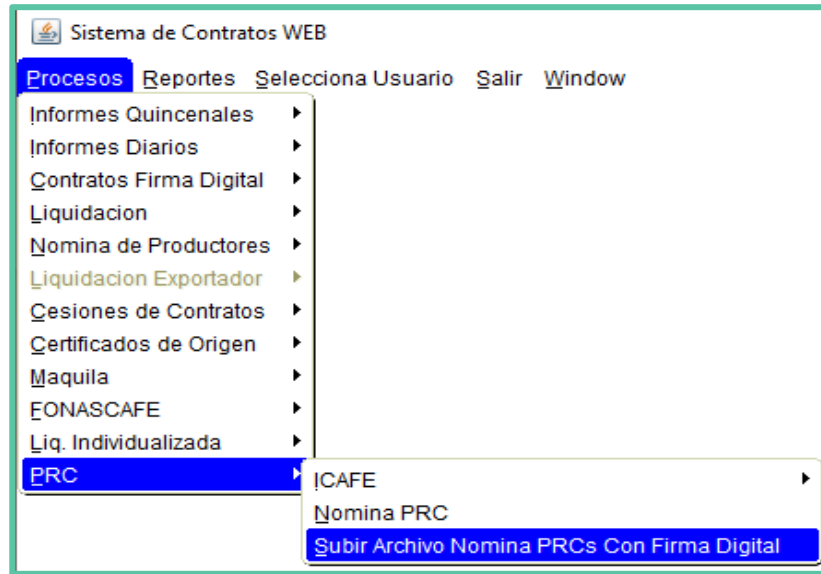 Sistema de Contratos WEB
Procesos Reportes Selecciona Usuario Salir Window
Informes Quincenales
Informes Diarios
Contratos Firma Digital
Liquidacion
Nomina de Productores
Liquidacion Exportador
Cesiones de Contratos
Certificados de Origen
Maquila
FONASCAFE
Liq. Individualizada
PRC
ICAFE
Nomina PRC
Subir Archivo Nomina PRCs Con Firma Digital